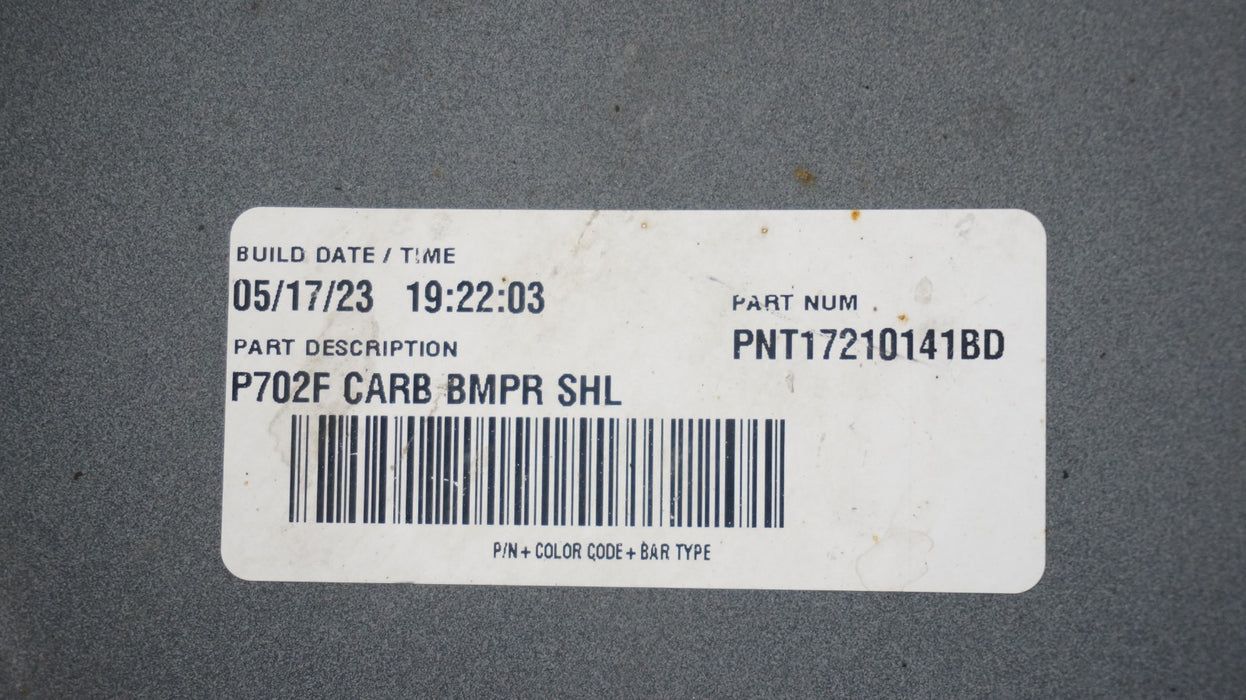 BUILD DATE / TIME
05/17/23 19:22:03
PART NUM
PNT17210141BD
PART DESCRIPTION
P702F CARB BMPR SHL
P/N + COLOR CODE + BAR TYPE